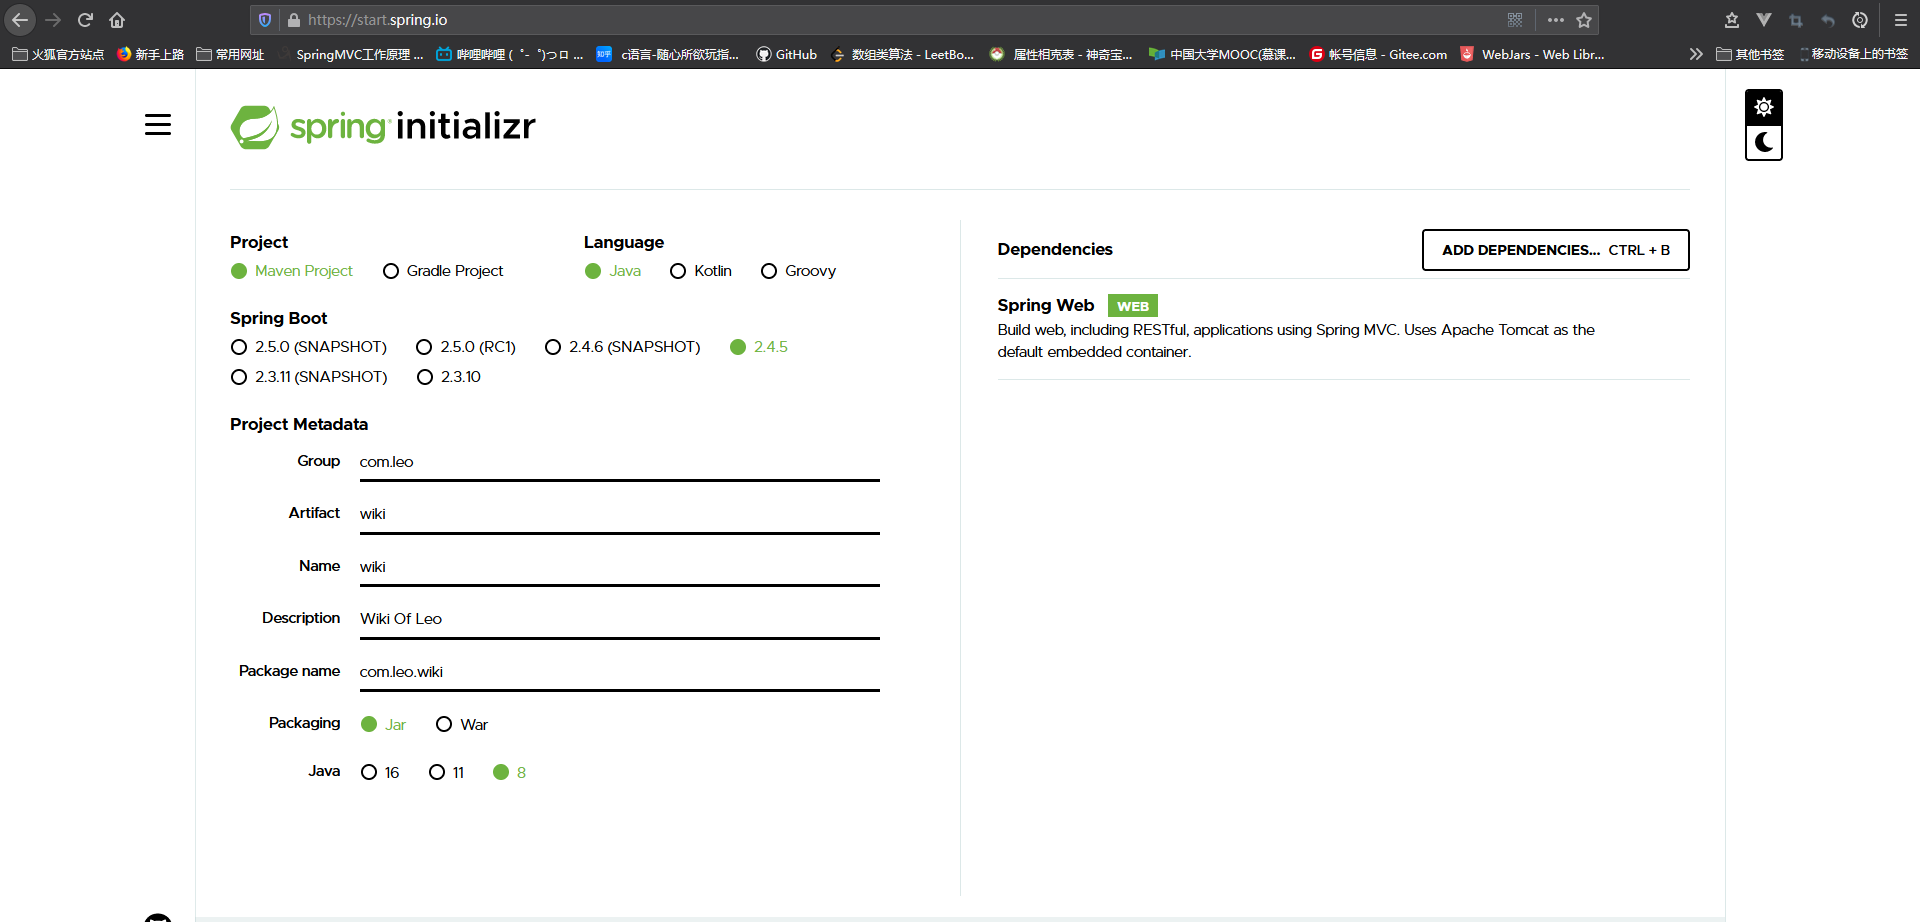 https://start.spring.io
火狐官方站点 新手上路 常用网址 SpringMVC工作原理 ... 哔哩哔哩 ( ゜- ゜)つロ ... 知乎 c语言-随心所欲玩指... GitHub 数组类算法 - LeetBo... 属性相克表 - 神奇宝... 中国大学MOOC(慕课... 帐号信息 - Gitee.com WebJars - Web Libr... 其他书签 移动设备上的书签
spring initializr
Project
Maven Project Gradle Project
Language
Java Kotlin Groovy
Spring Boot
2.5.0 (SNAPSHOT) 2.5.0 (RC1) 2.4.6 (SNAPSHOT) 2.4.5
2.3.11 (SNAPSHOT) 2.3.10
Project Metadata
Group com.leo
Artifact wiki
Name wiki
Description Wiki Of Leo
Package name com.leo.wiki
Packaging Jar War
Java 16 11 8
Dependencies ADD DEPENDENCIES... CTRL + B
Spring Web WEB
Build web, including RESTful, applications using Spring MVC. Uses Apache Tomcat as the
default embedded container.